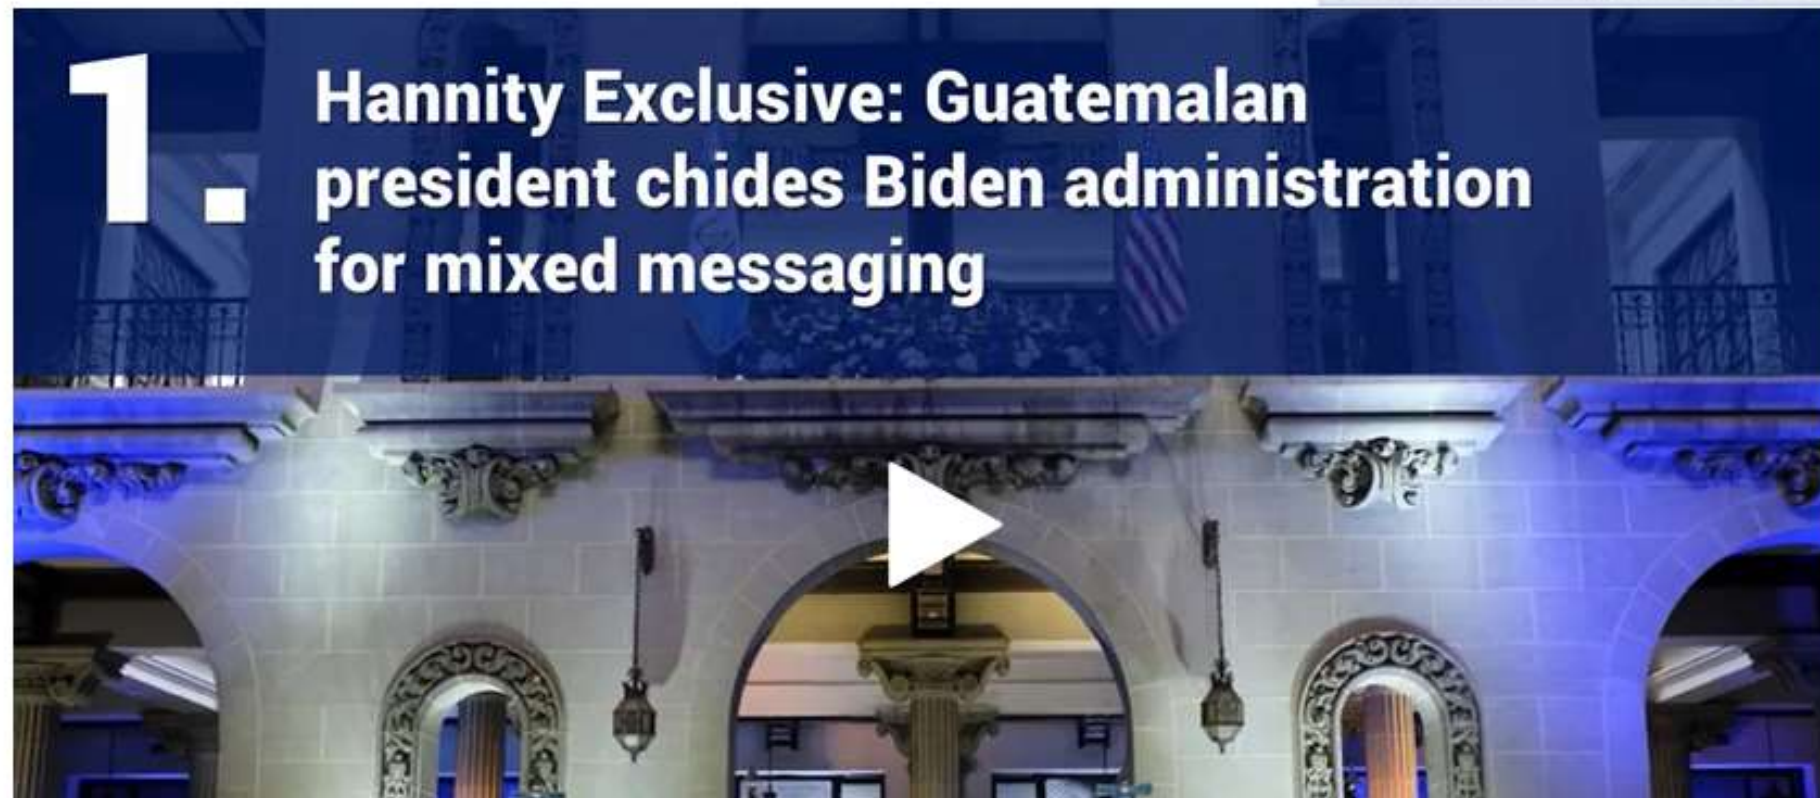 1.
Hannity Exclusive: Guatemalan
president chides Biden administration
for mixed messaging